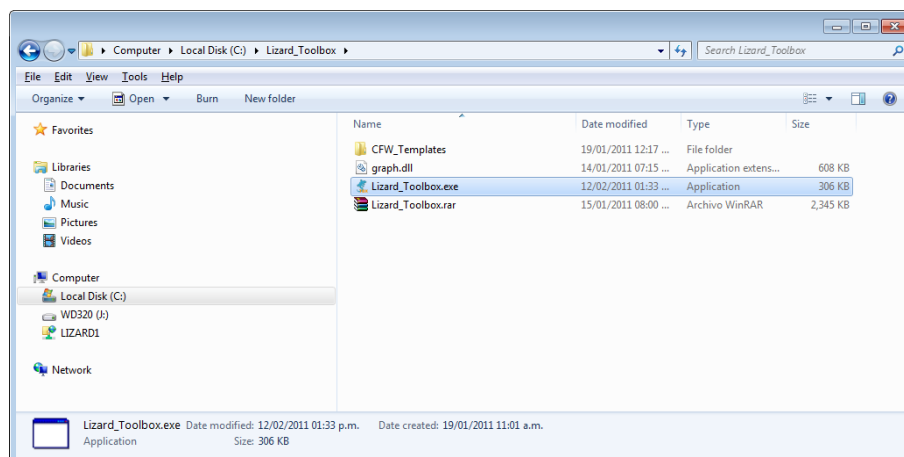 Computer Local Disk (C:) Lizard_Toolbox
Search Lizard_Toolbox
File Edit View Tools Help
Organize Open Burn New folder
Name Date modified Type Size
Favorites
CFW_Templates 19/01/2011 12:17 ... File folder
graph.dll 14/01/2011 07:15 ... Application extens... 608 KB
Lizard_Toolbox.exe 12/02/2011 01:33 ... Application 306 KB
Lizard_Toolbox.rar 15/01/2011 08:00 ... Archivo WinRAR 2,345 KB
Libraries
Documents
Music
Pictures
Videos
Computer
Local Disk (C:)
WD320 (J:)
LIZARD1
Network
Lizard_Toolbox.exe Date modified: 12/02/2011 01:33 p.m. Date created: 19/01/2011 11:01 a.m.
Application Size: 306 KB